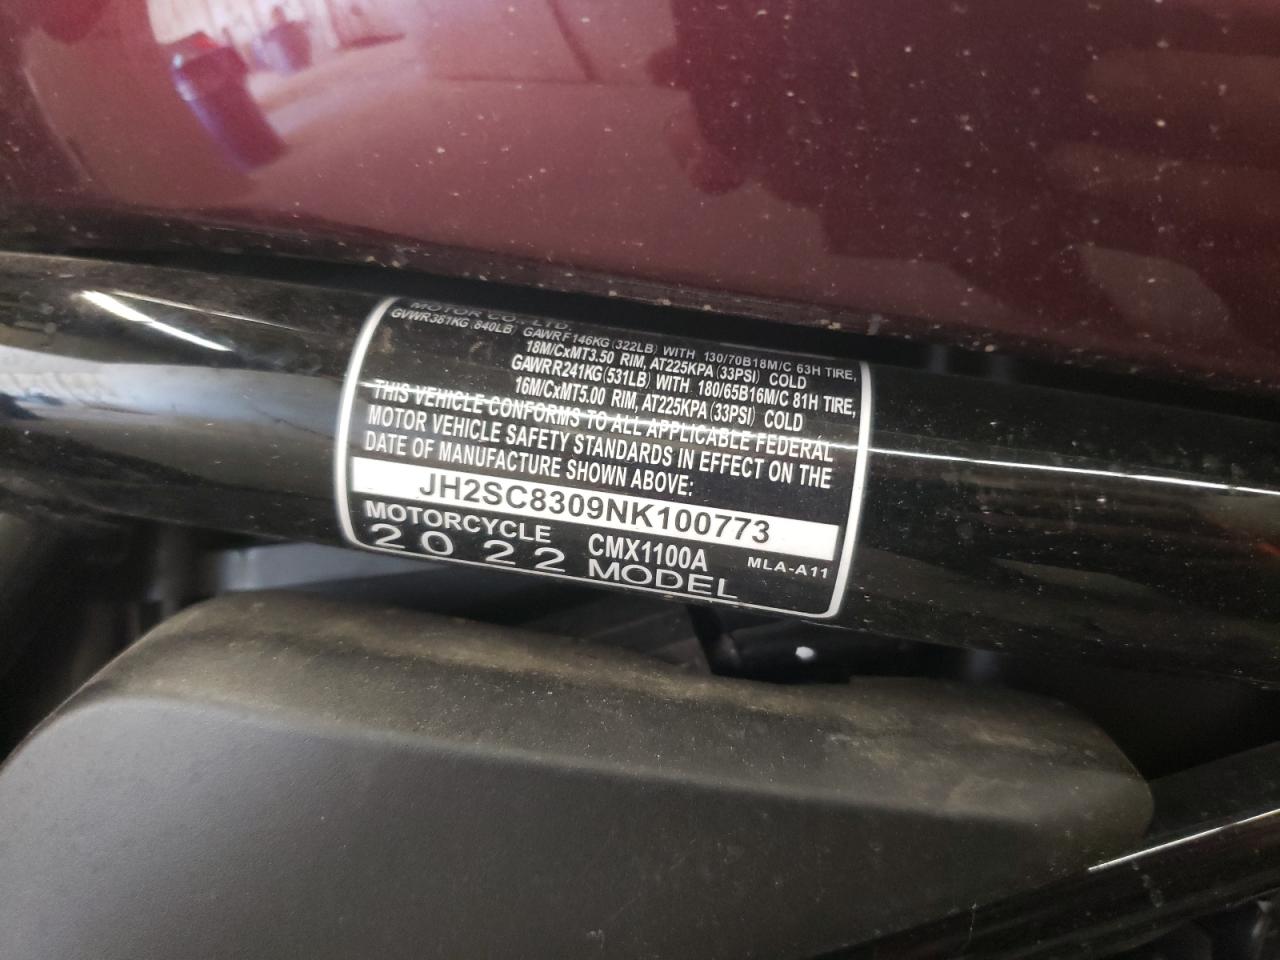 MOTOR CO., LTD.
GVWR381KG (840LB) GAWRF146KG (322LB) WITH 130/70B18M/C 63H TIRE,
18M/CxMT3.50 RIM, AT225KPA (33PSI) COLD
GAWRR241KG (531LB) WITH 180/65B16M/C 81H TIRE,
16M/CxMT5.00 RIM, AT225KPA (33PSI) COLD
THIS VEHICLE CONFORMS TO ALL APPLICABLE FEDERAL
MOTOR VEHICLE SAFETY STANDARDS IN EFFECT ON THE
DATE OF MANUFACTURE SHOWN ABOVE:
JH2SC8309NK100773
MOTORCYCLE CMX1100A MLA-A11
2022 MODEL